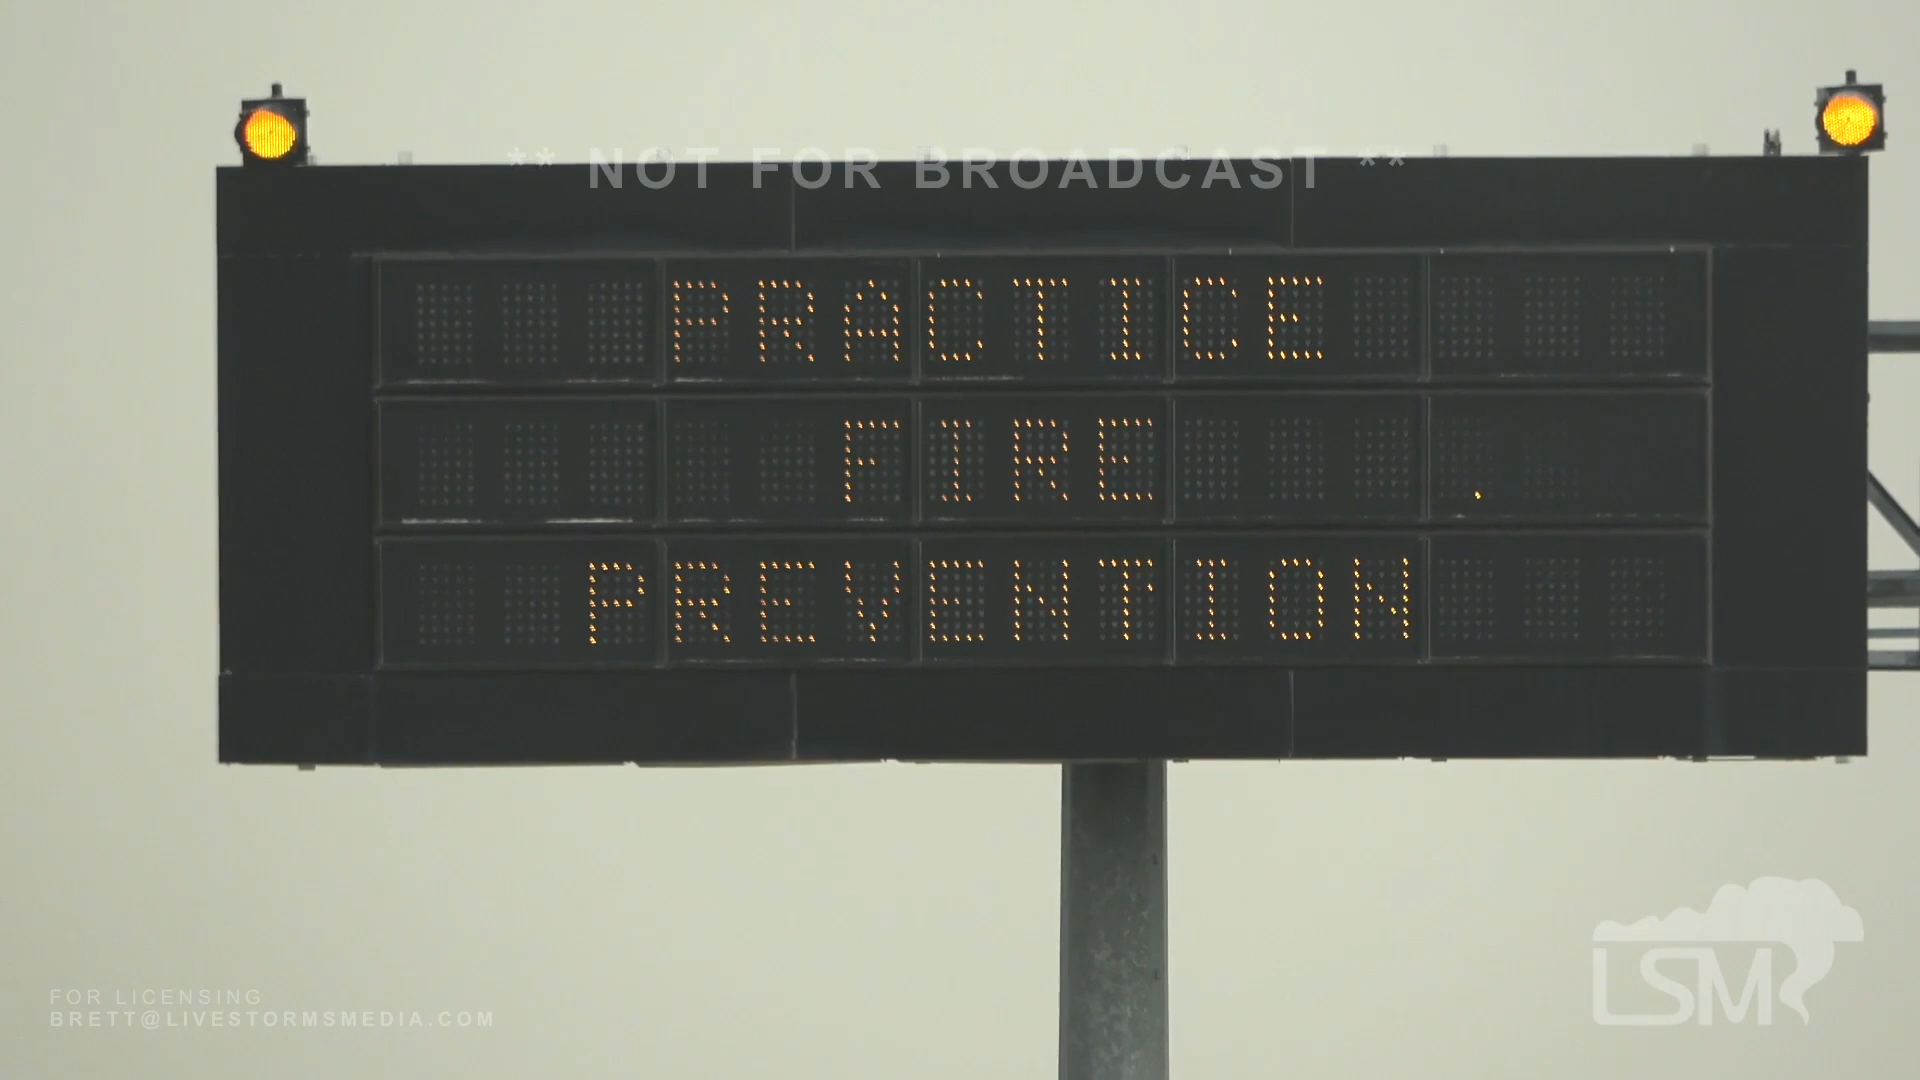 ** NOT FOR BROADCAST **
PRACTICE
FIRE
PREVENTION
LSM
FOR LICENSING
BRETT@LIVESTORMSMEDIA.COM